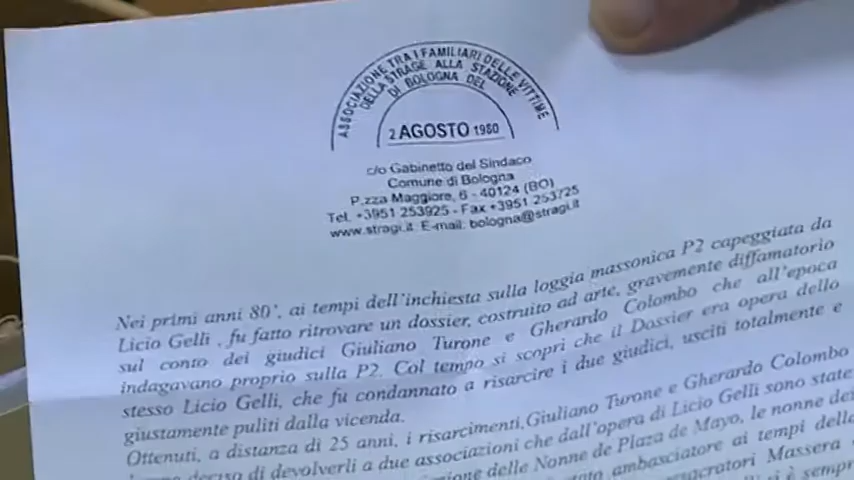 ASSOCIAZIONE TRA I FAMILIARI DELLE VITTIME
DELLA STRAGE ALLA STAZIONE
DI BOLOGNA DEL
2 AGOSTO 1980
c/o Gabinetto del Sindaco
Comune di Bologna
P.zza Maggiore, 6 - 40124 (BO)
Tel. +3951 253925 - Fax +3951 253725
www.stragi.it E-mail: bologna@stragi.it
Nei primi anni 80', ai tempi dell'inchiesta sulla loggia massonica P2 capeggiata da
Licio Gelli , fu fatto ritrovare un dossier, costruito ad arte, gravemente diffamatorio
sul conto dei giudici Giuliano Turone e Gherardo Colombo che all'epoca
indagavano proprio sulla P2. Col tempo si scopri che il Dossier era opera dello
stesso Licio Gelli, che fu condannato a risarcire i due giudici, usciti totalmente e
giustamente puliti dalla vicenda.
Ottenuti, a distanza di 25 anni, i risarcimenti,Giuliano Turone e Gherardo Colombo
deciso di devolverli a due associazioni che dall'opera di Licio Gelli sono state
delle Nonne de Plaza de Mayo, le nonne dei
ambasciatore ai tempi della
Massera
è sempr